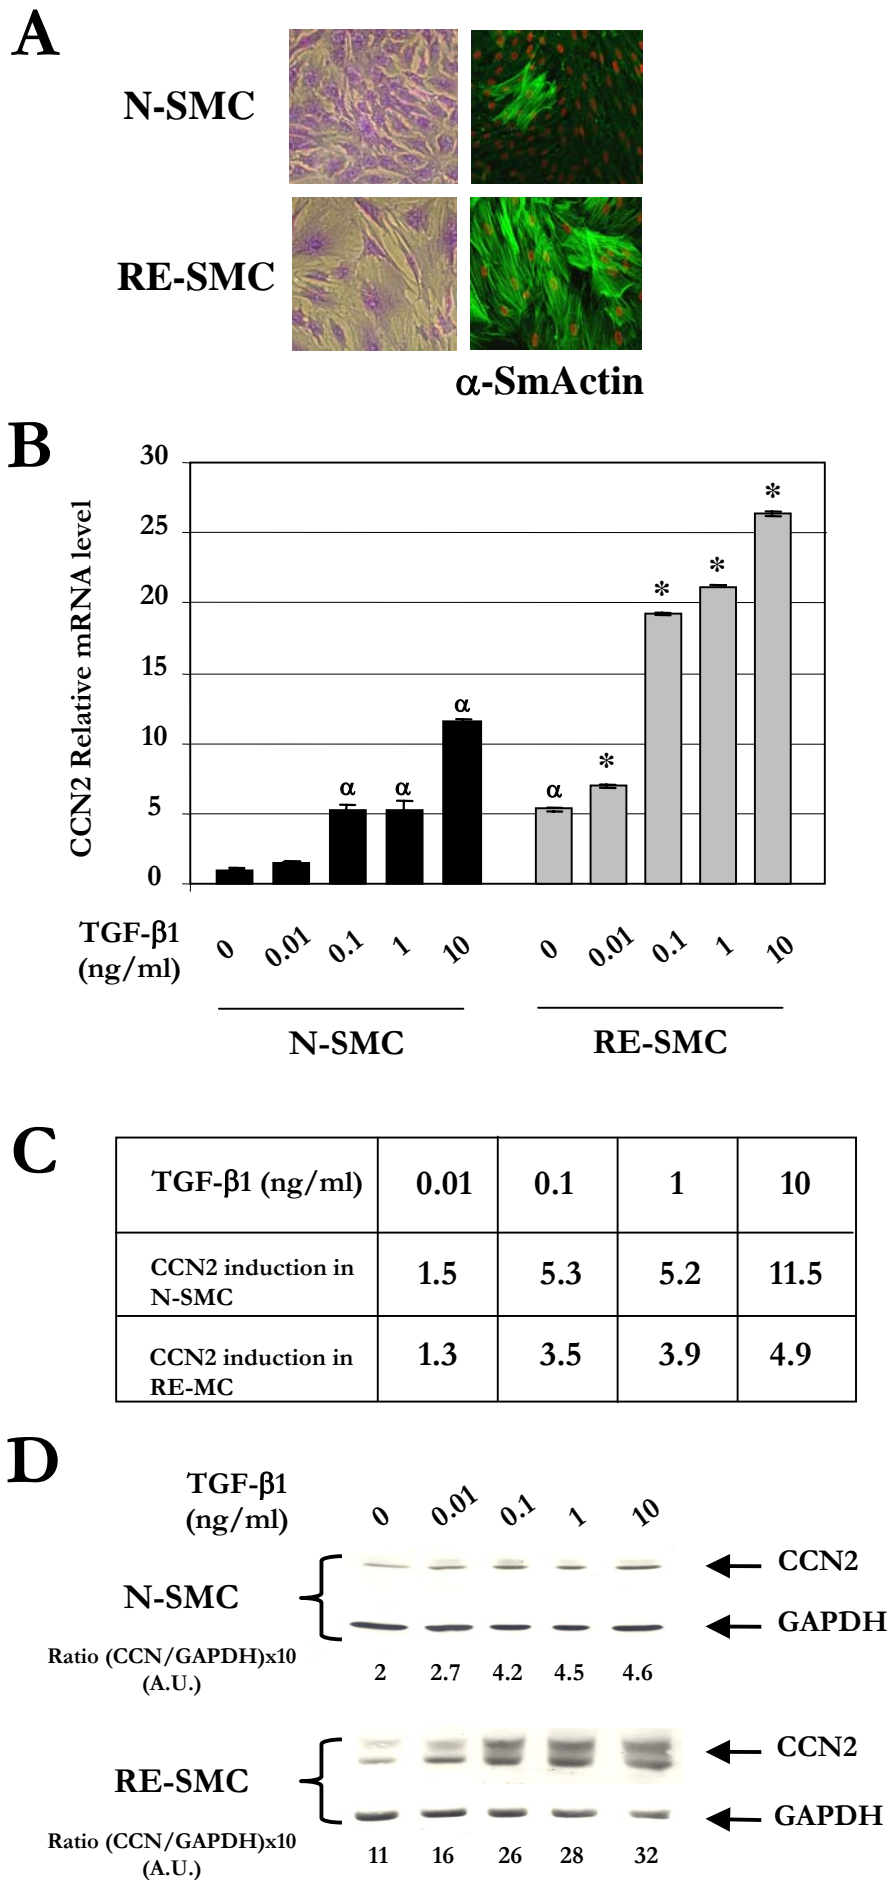 A
N-SMC
RE-SMC
α-SmActin
B
CCN2 Relative mRNA level
30
25
20
15
10
5
0
α
α
α
α
*
*
*
*
TGF-β1
(ng/ml)
0 0.01 0.1 1 10 0 0.01 0.1 1 10
N-SMC RE-SMC
C
TGF-β1 (ng/ml) 0.01 0.1 1 10
CCN2 induction in
N-SMC
1.5 5.3 5.2 11.5
CCN2 induction in
RE-MC
1.3 3.5 3.9 4.9
D
TGF-β1
(ng/ml)
0 0.01 0.1 1 10
N-SMC
CCN2
GAPDH
Ratio (CCN/GAPDH)x10
(A.U.)
2 2.7 4.2 4.5 4.6
RE-SMC
CCN2
GAPDH
Ratio (CCN/GAPDH)x10
(A.U.)
11 16 26 28 32